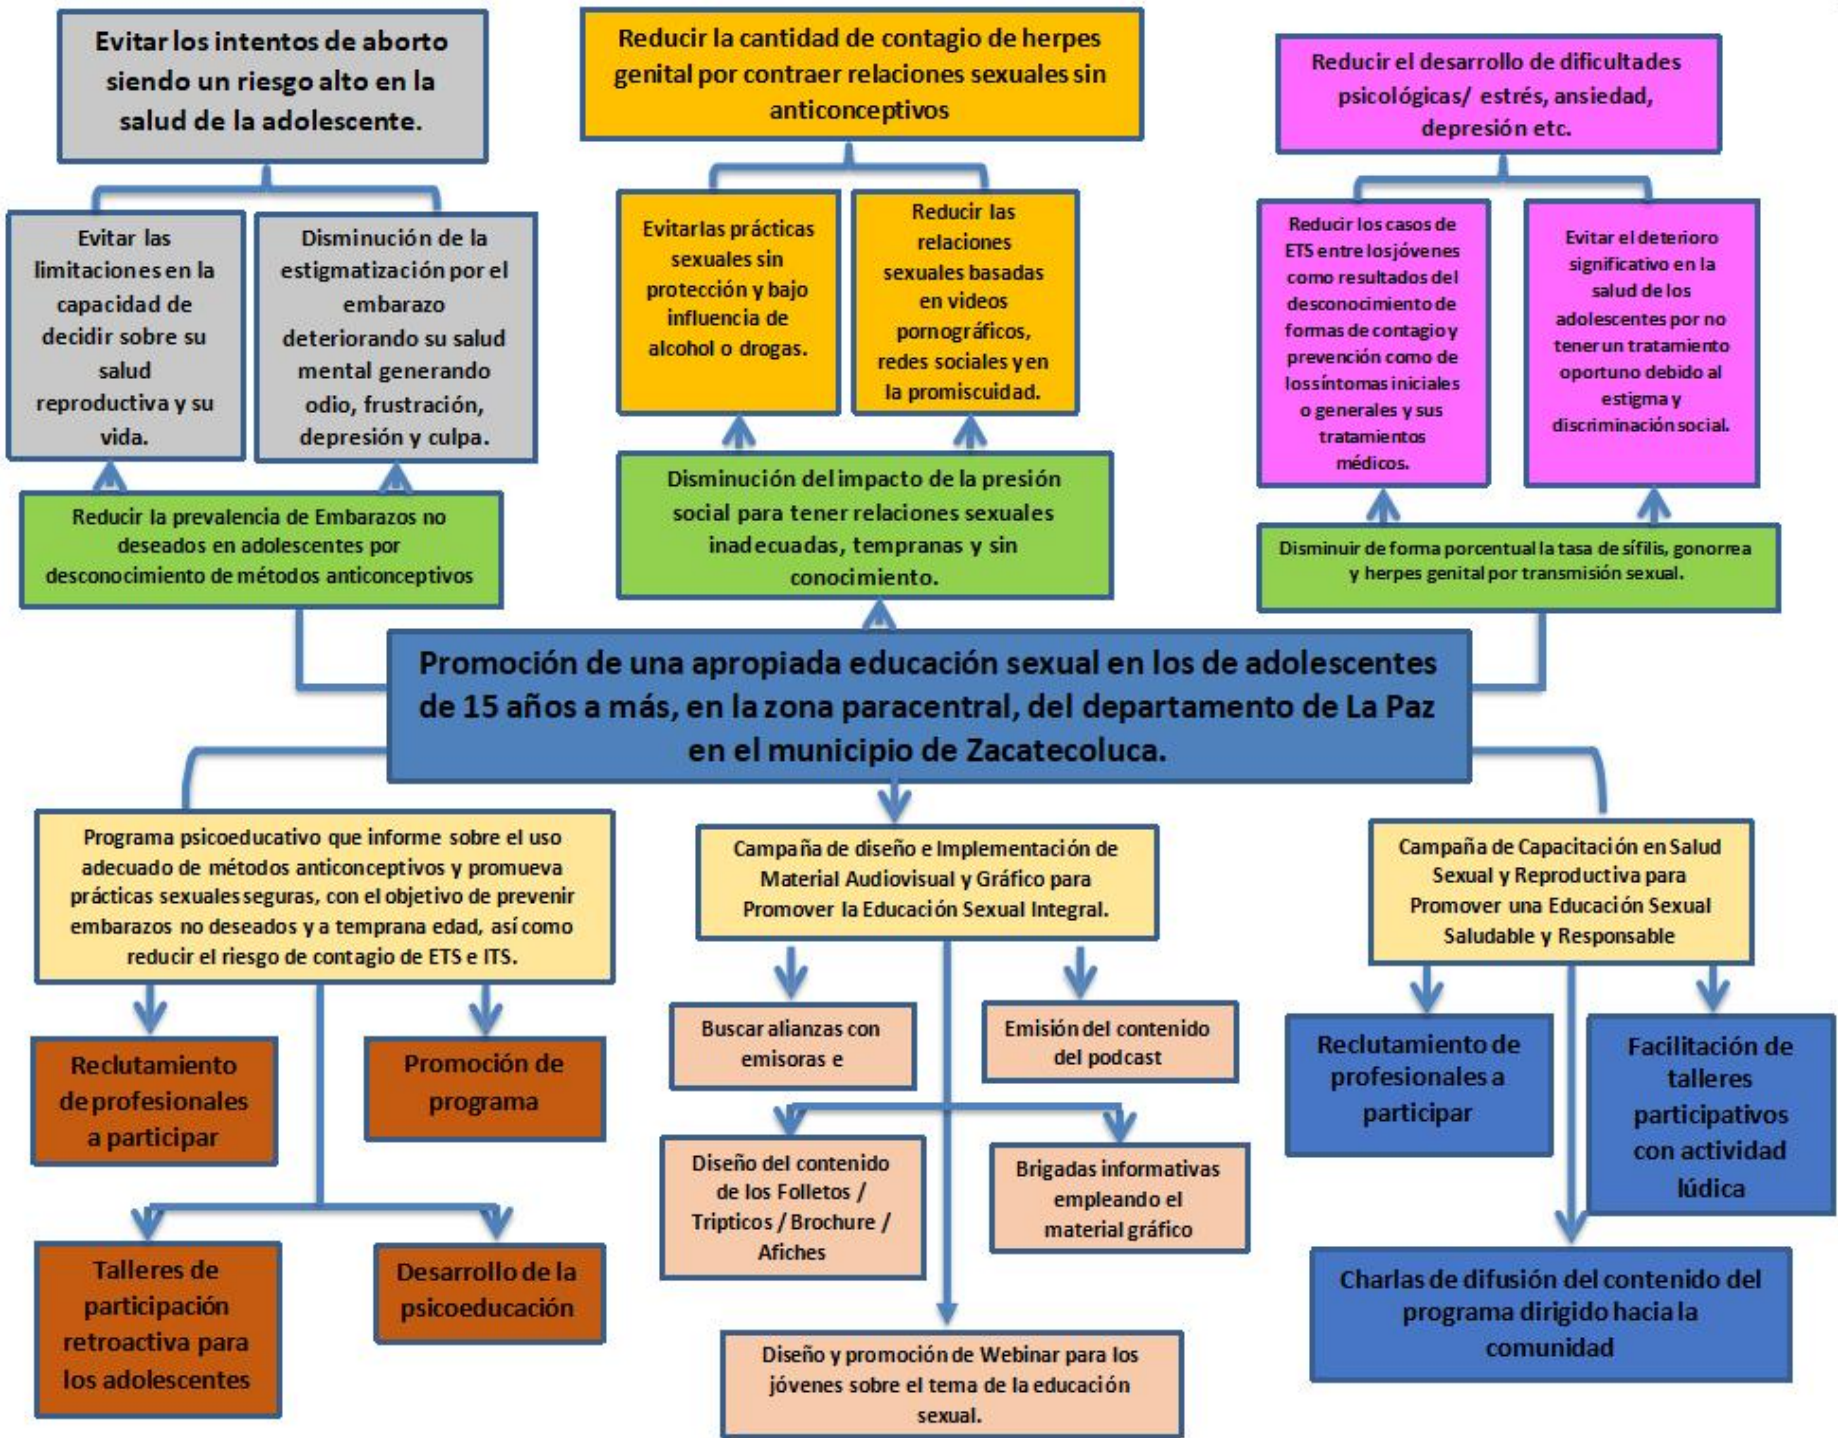 Evitar los intentos de aborto
siendo un riesgo alto en la
salud de la adolescente.
Reducir la cantidad de contagio de herpes
genital por contraer relaciones sexuales sin
anticonceptivos
Reducir el desarrollo de dificultades
psicológicas/ estrés, ansiedad,
depresión etc.
Evitar las
limitaciones en la
capacidad de
decidir sobre su
salud
reproductiva y su
vida.
Disminución de la
estigmatización por el
embarazo
deteriorando su salud
mental generando
odio, frustración,
depresión y culpa.
Evitar las prácticas
sexuales sin
protección y bajo
influencia de
alcohol o drogas.
Reducir las
relaciones
sexuales basadas
en videos
pornográficos,
redes sociales y en
la promiscuidad.
Reducir los casos de
ETS entre los jóvenes
como resultados del
desconocimiento de
formas de contagio y
prevención como de
los síntomas iniciales
o generales y sus
tratamientos
médicos.
Evitar el deterioro
significativo en la
salud de los
adolescentes por no
tener un tratamiento
oportuno debido al
estigma y
discriminación social.
Reducir la prevalencia de Embarazos no
deseados en adolescentes por
desconocimiento de métodos anticonceptivos
Disminución del impacto de la presión
social para tener relaciones sexuales
inadecuadas, tempranas y sin
conocimiento.
Disminuir de forma porcentual la tasa de sífilis, gonorrea
y herpes genital por transmisión sexual.
Promoción de una apropiada educación sexual en los de adolescentes
de 15 años a más, en la zona paracentral, del departamento de La Paz
en el municipio de Zacatecoluca.
Programa psicoeducativo que informe sobre el uso
adecuado de métodos anticonceptivos y promueva
prácticas sexuales seguras, con el objetivo de prevenir
embarazos no deseados y a temprana edad, así como
reducir el riesgo de contagio de ETS e ITS.
Campaña de diseño e Implementación de
Material Audiovisual y Gráfico para
Promover la Educación Sexual Integral.
Campaña de Capacitación en Salud
Sexual y Reproductiva para
Promover una Educación Sexual
Saludable y Responsable
Reclutamiento
de profesionales
a participar
Promoción de
programa
Buscar alianzas con
emisoras e
Emisión del contenido
del podcast
Reclutamiento de
profesionales a
participar
Facilitación de
talleres
participativos
con actividad
lúdica
Talleres de
participación
retroactiva para
los adolescentes
Desarrollo de la
psicoeducación
Diseño del contenido
de los Folletos /
Tripticos / Brochure /
Afiches
Brigadas informativas
empleando el
material gráfico
Charlas de difusión del contenido del
programa dirigido hacia la
comunidad
Diseño y promoción de Webinar para los
jóvenes sobre el tema de la educación
sexual.